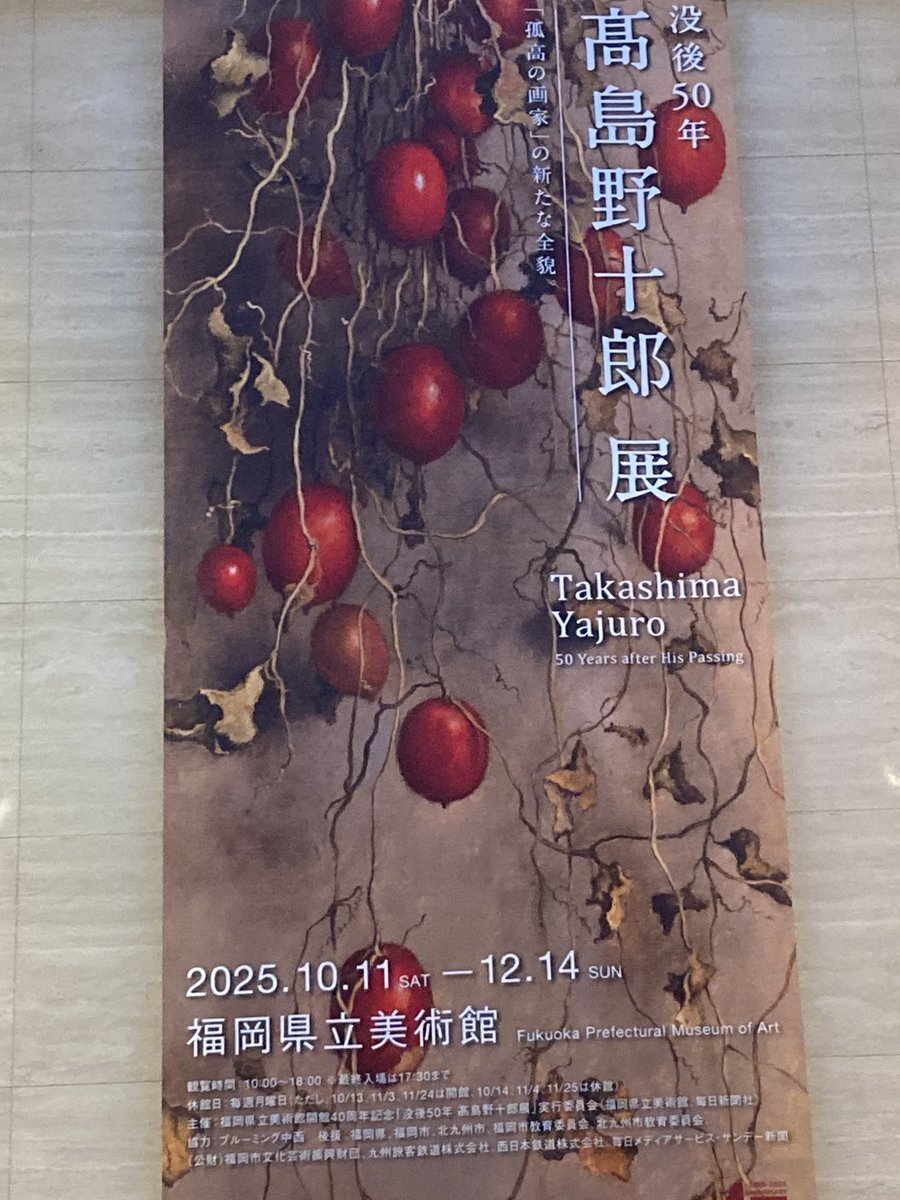 没後50年
髙島野十郎 展
「孤高の画家」の新たな全貌。
Takashima
Yajuro
50 Years after His Passing
2025.10.11 SAT — 12.14 SUN
福岡県立美術館 Fukuoka Prefectural Museum of Art
観覧時間 10:00〜18:00 ※最終入場は17:30まで
休館日：毎週月曜日(ただし、10/13、11/3、11/24は開館、10/14、11/4、11/25は休館)
主催：福岡県立美術館開館40周年記念「没後50年 髙島野十郎展」実行委員会(福岡県立美術館、毎日新聞社)
協力：ブルーミング中西 後援：福岡県、福岡市、北九州市、福岡市教育委員会、北九州市教育委員会、
(公財)福岡市文化芸術振興財団、九州旅客鉄道株式会社、西日本鉄道株式会社、毎日メディアサービス・サンデー新聞